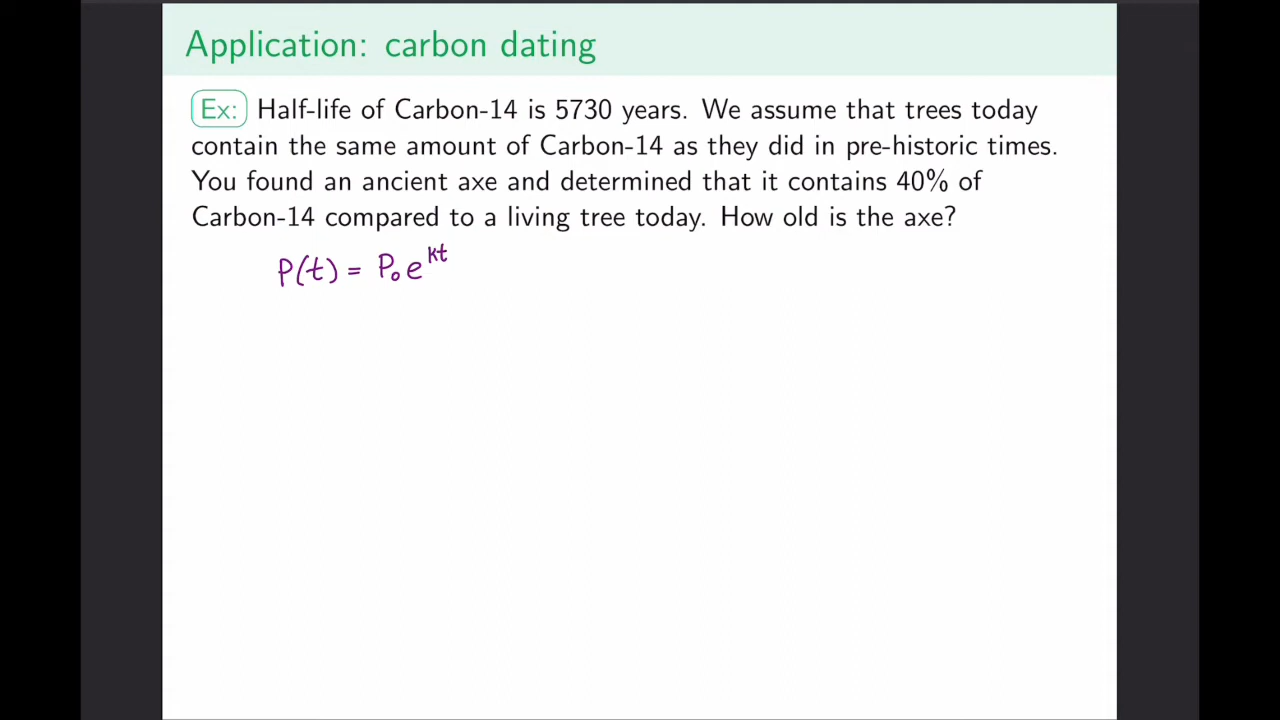 Application: carbon dating
Ex: Half-life of Carbon-14 is 5730 years. We assume that trees today
contain the same amount of Carbon-14 as they did in pre-historic times.
You found an ancient axe and determined that it contains 40% of
Carbon-14 compared to a living tree today. How old is the axe?
P(t) = P₀e^kt